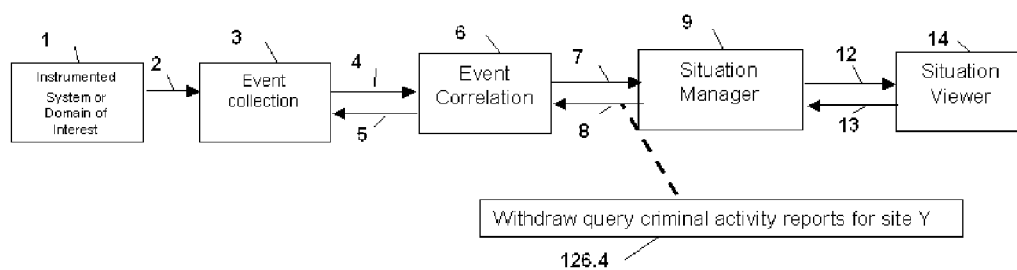 1
Instrumented
System or
Domain of
Interest
2
3
Event
collection
4
5
6
Event
Correlation
7
8
9
Situation
Manager
12
13
14
Situation
Viewer
Withdraw query criminal activity reports for site Y
126.4